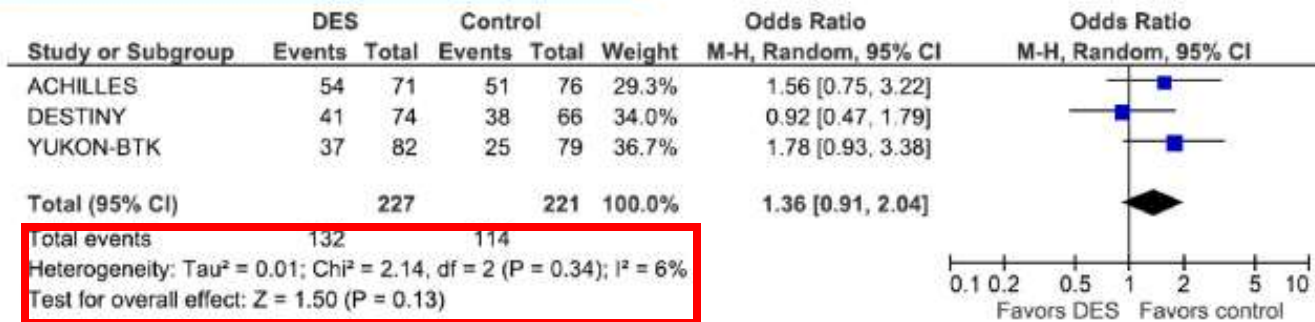 DES Control Odds Ratio Odds Ratio
Study or Subgroup Events Total Events Total Weight M-H, Random, 95% CI M-H, Random, 95% CI
ACHILLES 54 71 51 76 29.3% 1.56 [0.75, 3.22]
DESTINY 41 74 38 66 34.0% 0.92 [0.47, 1.79]
YUKON-BTK 37 82 25 79 36.7% 1.78 [0.93, 3.38]
Total (95% CI) 227 221 100.0% 1.36 [0.91, 2.04]
Total events 132 114
Heterogeneity: Tau² = 0.01; Chi² = 2.14, df = 2 (P = 0.34); I² = 6%
Test for overall effect: Z = 1.50 (P = 0.13)
0.1 0.2 0.5 1 2 5 10
Favors DES Favors control